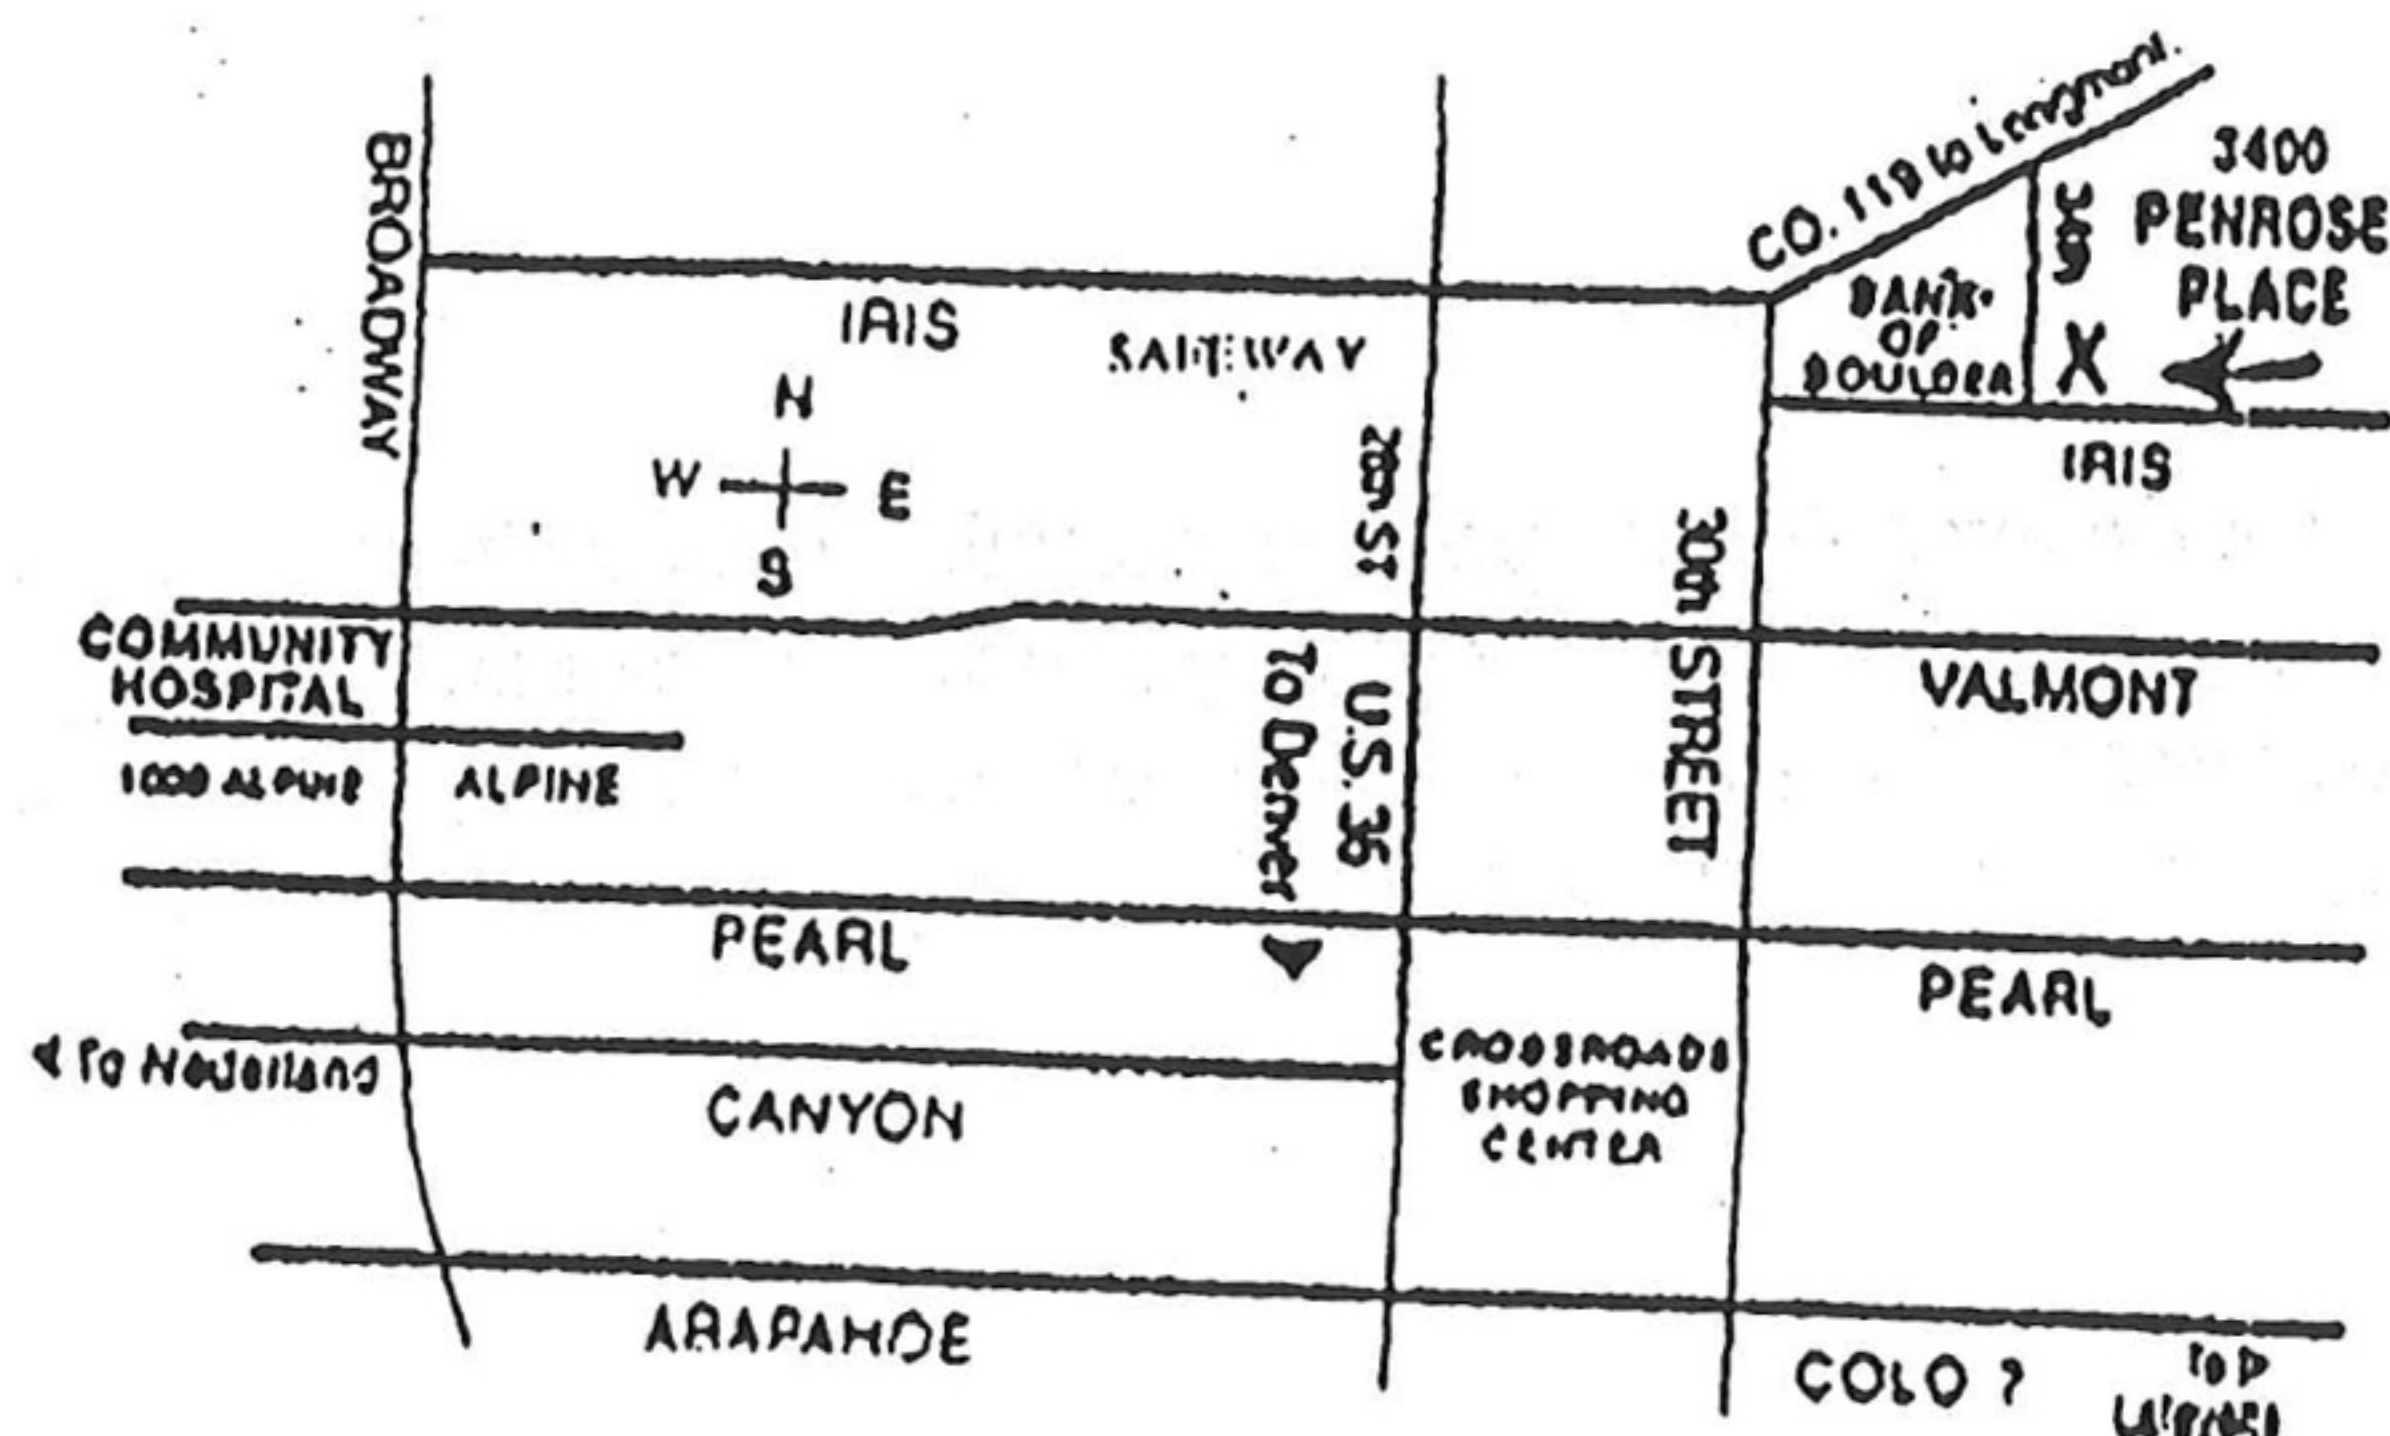 BROADWAY
CO. 119 to Longmont.
3400
PENROSE
PLACE
BANK
OF
BOULDER
X
IRIS
SAFEWAY
IRIS
N
W E
S
28th ST
30th STREET
COMMUNITY
HOSPITAL
VALMONT
U.S. 36
To Denver
1000 ALPINE
ALPINE
PEARL
PEARL
CROSSROADS
SHOPPING
CENTER
CANYON
ARAPAHOE
COLO 7